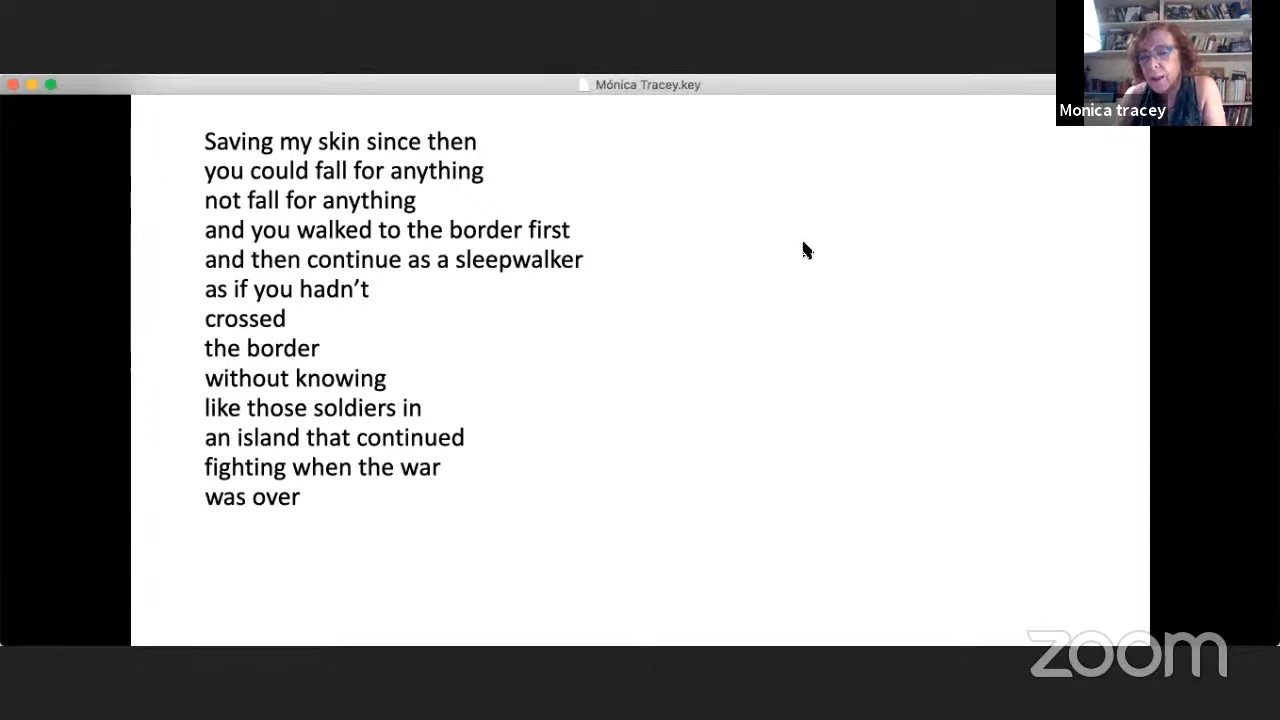 Mónica Tracey.key
Monica tracey
Saving my skin since then
you could fall for anything
not fall for anything
and you walked to the border first
and then continue as a sleepwalker
as if you hadn’t
crossed
the border
without knowing
like those soldiers in
an island that continued
fighting when the war
was over
zoom